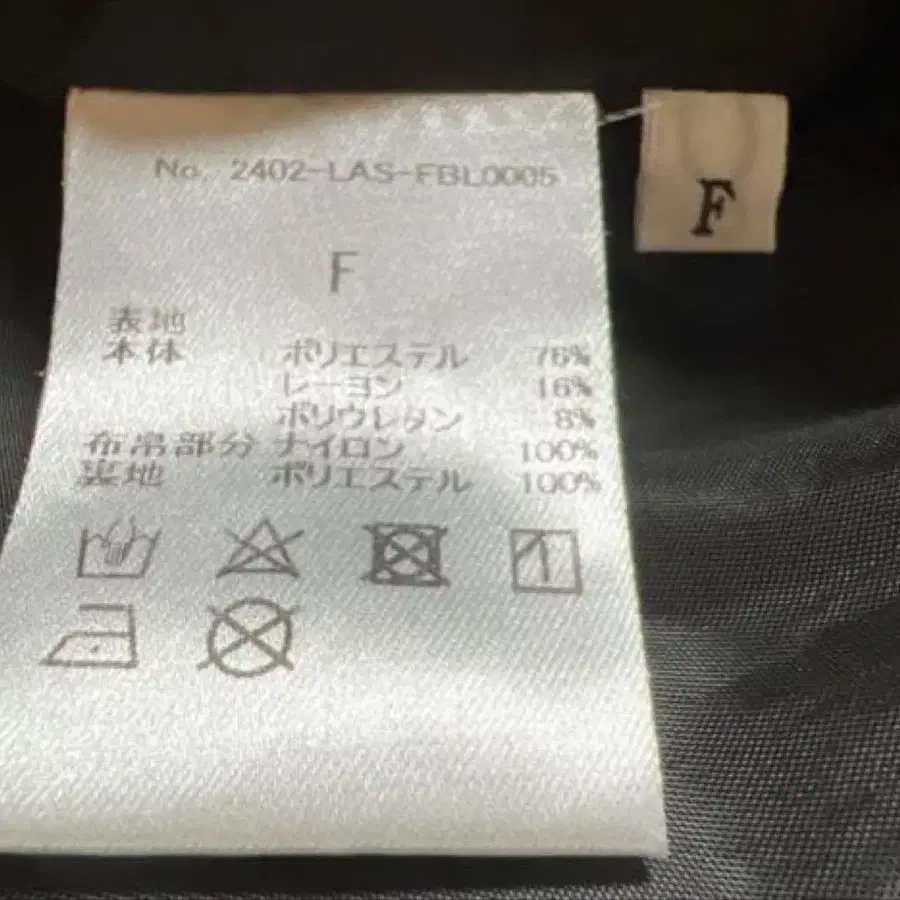 No. 2402-LAS-FBL0005
F
表地
本体 ポリエステル 76%
レーヨン 16%
ポリウレタン 8%
布帛部分 ナイロン 100%
裏地 ポリエステル 100%
F